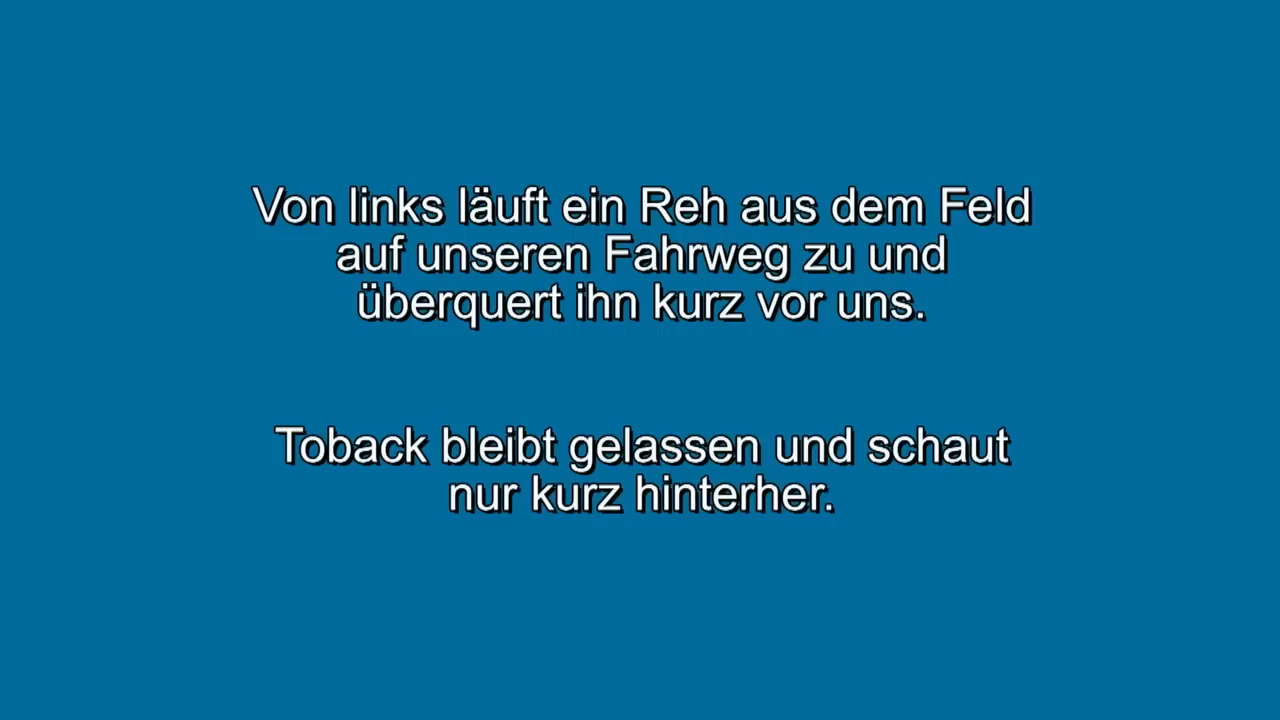 Von links läuft ein Reh aus dem Feld
auf unseren Fahrweg zu und
überquert ihn kurz vor uns.
Toback bleibt gelassen und schaut
nur kurz hinterher.